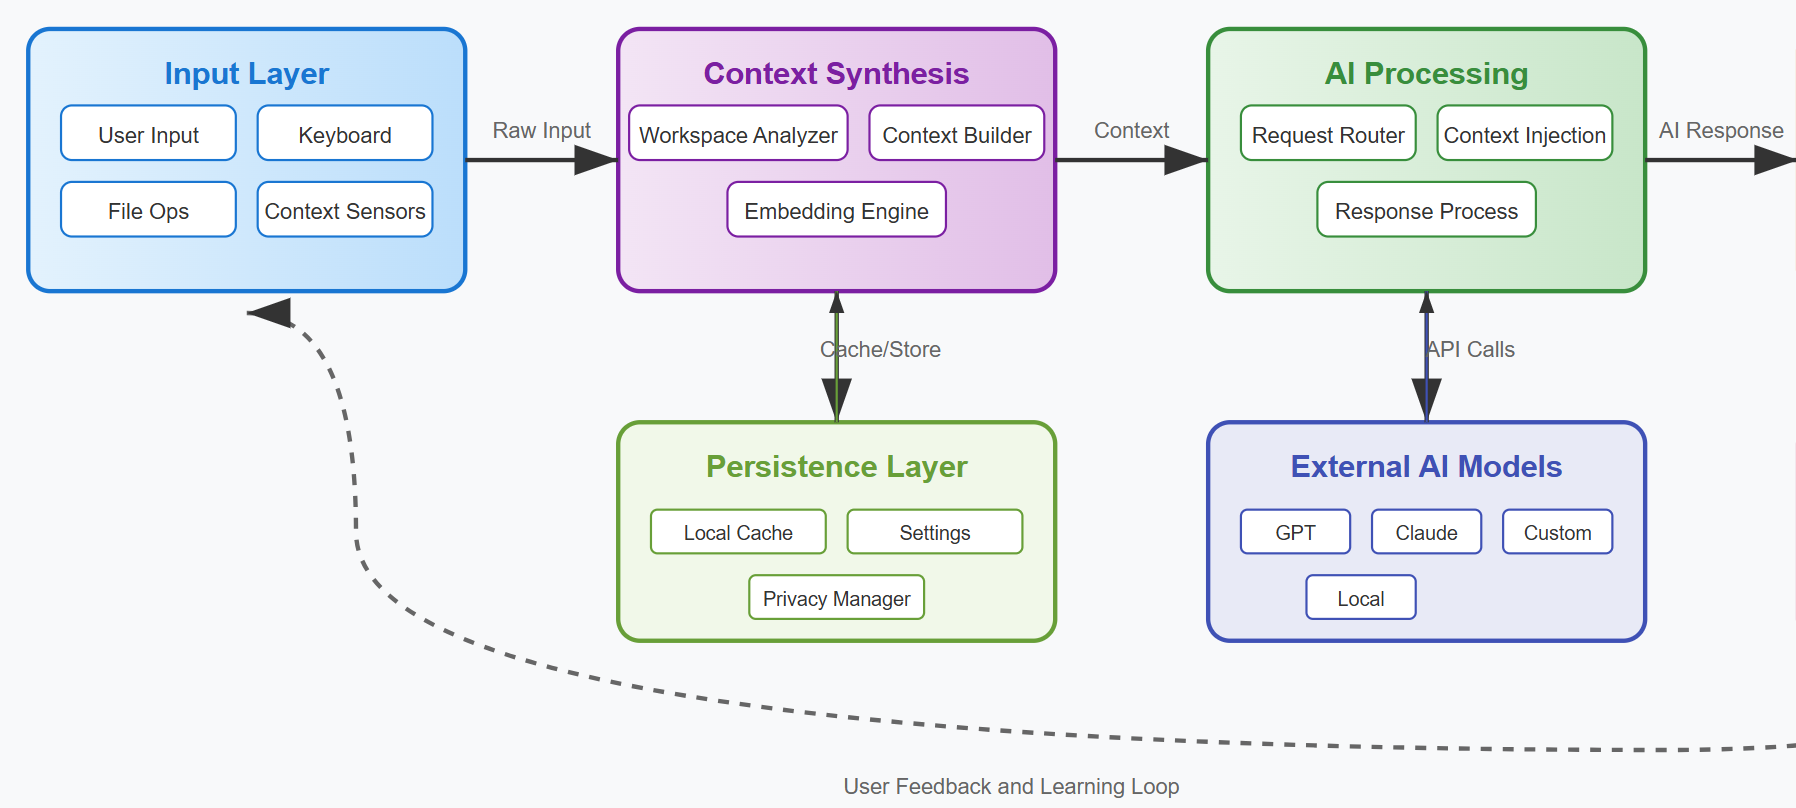 Input Layer
User Input
Keyboard
File Ops
Context Sensors
Raw Input
Context Synthesis
Workspace Analyzer
Context Builder
Embedding Engine
Context
AI Processing
Request Router
Context Injection
Response Process
AI Response
Cache/Store
API Calls
Persistence Layer
Local Cache
Settings
Privacy Manager
External AI Models
GPT
Claude
Custom
Local
User Feedback and Learning Loop